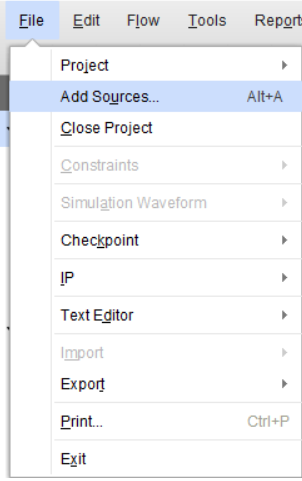 File Edit Flow Tools Reports
Project
Add Sources... Alt+A
Close Project
Constraints
Simulation Waveform
Checkpoint
IP
Text Editor
Import
Export
Print... Ctrl+P
Exit